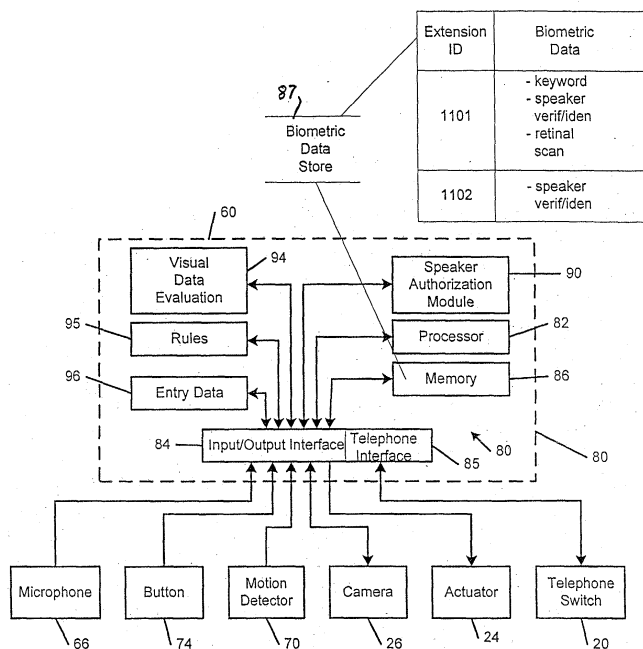 Extension ID
Biometric Data
1101
- keyword
- speaker verif/iden
- retinal scan
1102
- speaker verif/iden
87
Biometric
Data
Store
60
Visual
Data
Evaluation
94
Speaker
Authorization
Module
90
95
Rules
Processor
82
96
Entry Data
Memory
86
84
Input/Output Interface
Telephone
Interface
85
80
80
Microphone
Button
Motion
Detector
Camera
Actuator
Telephone
Switch
66
74
70
26
24
20